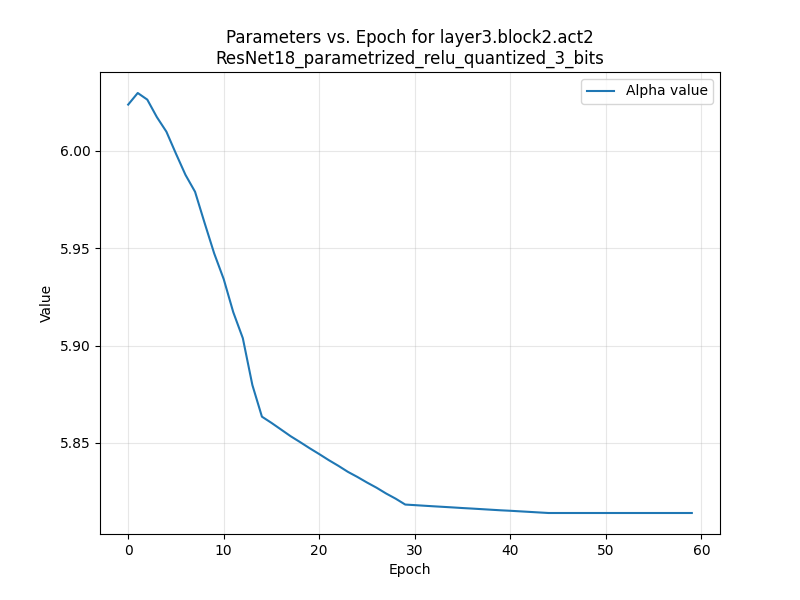 Parameters vs. Epoch for layer3.block2.act2
ResNet18_parametrized_relu_quantized_3_bits
Alpha value
6.00
5.95
5.90
5.85
Value
0 10 20 30 40 50 60
Epoch